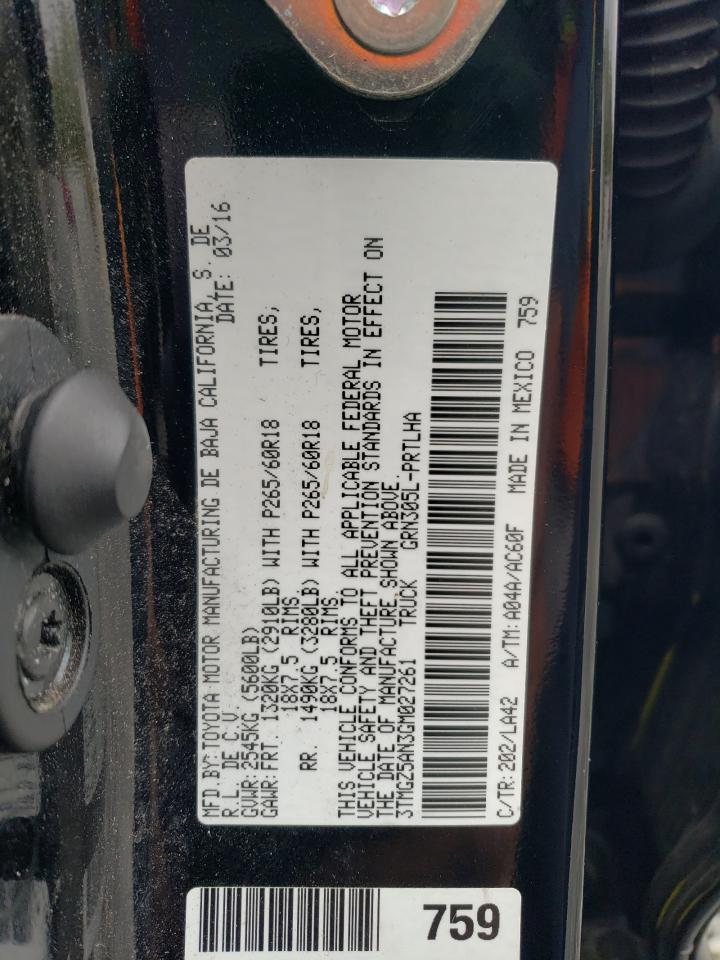 MFD.BY:TOYOTA MOTOR MANUFACTURING DE BAJA CALIFORNIA, S. DE
R.L. DE C.V. DATE: 03/16
GVWR:2545KG (5600LB)
GAWR:FRT. 1320KG (2910LB) WITH P265/60R18 TIRES,
18X7.5 RIMS
RR. 1490KG (3280LB) WITH P265/60R18 TIRES,
18X7.5 RIMS
THIS VEHICLE CONFORMS TO ALL APPLICABLE FEDERAL MOTOR
VEHICLE SAFETY AND THEFT PREVENTION STANDARDS IN EFFECT ON
THE DATE OF MANUFACTURE SHOWN ABOVE.
3TMGZ5AN3GM027261 TRUCK GRN305L-PRTLHA
C/TR:202/LA42 A/TM:A04A/AC60F MADE IN MEXICO 759
759